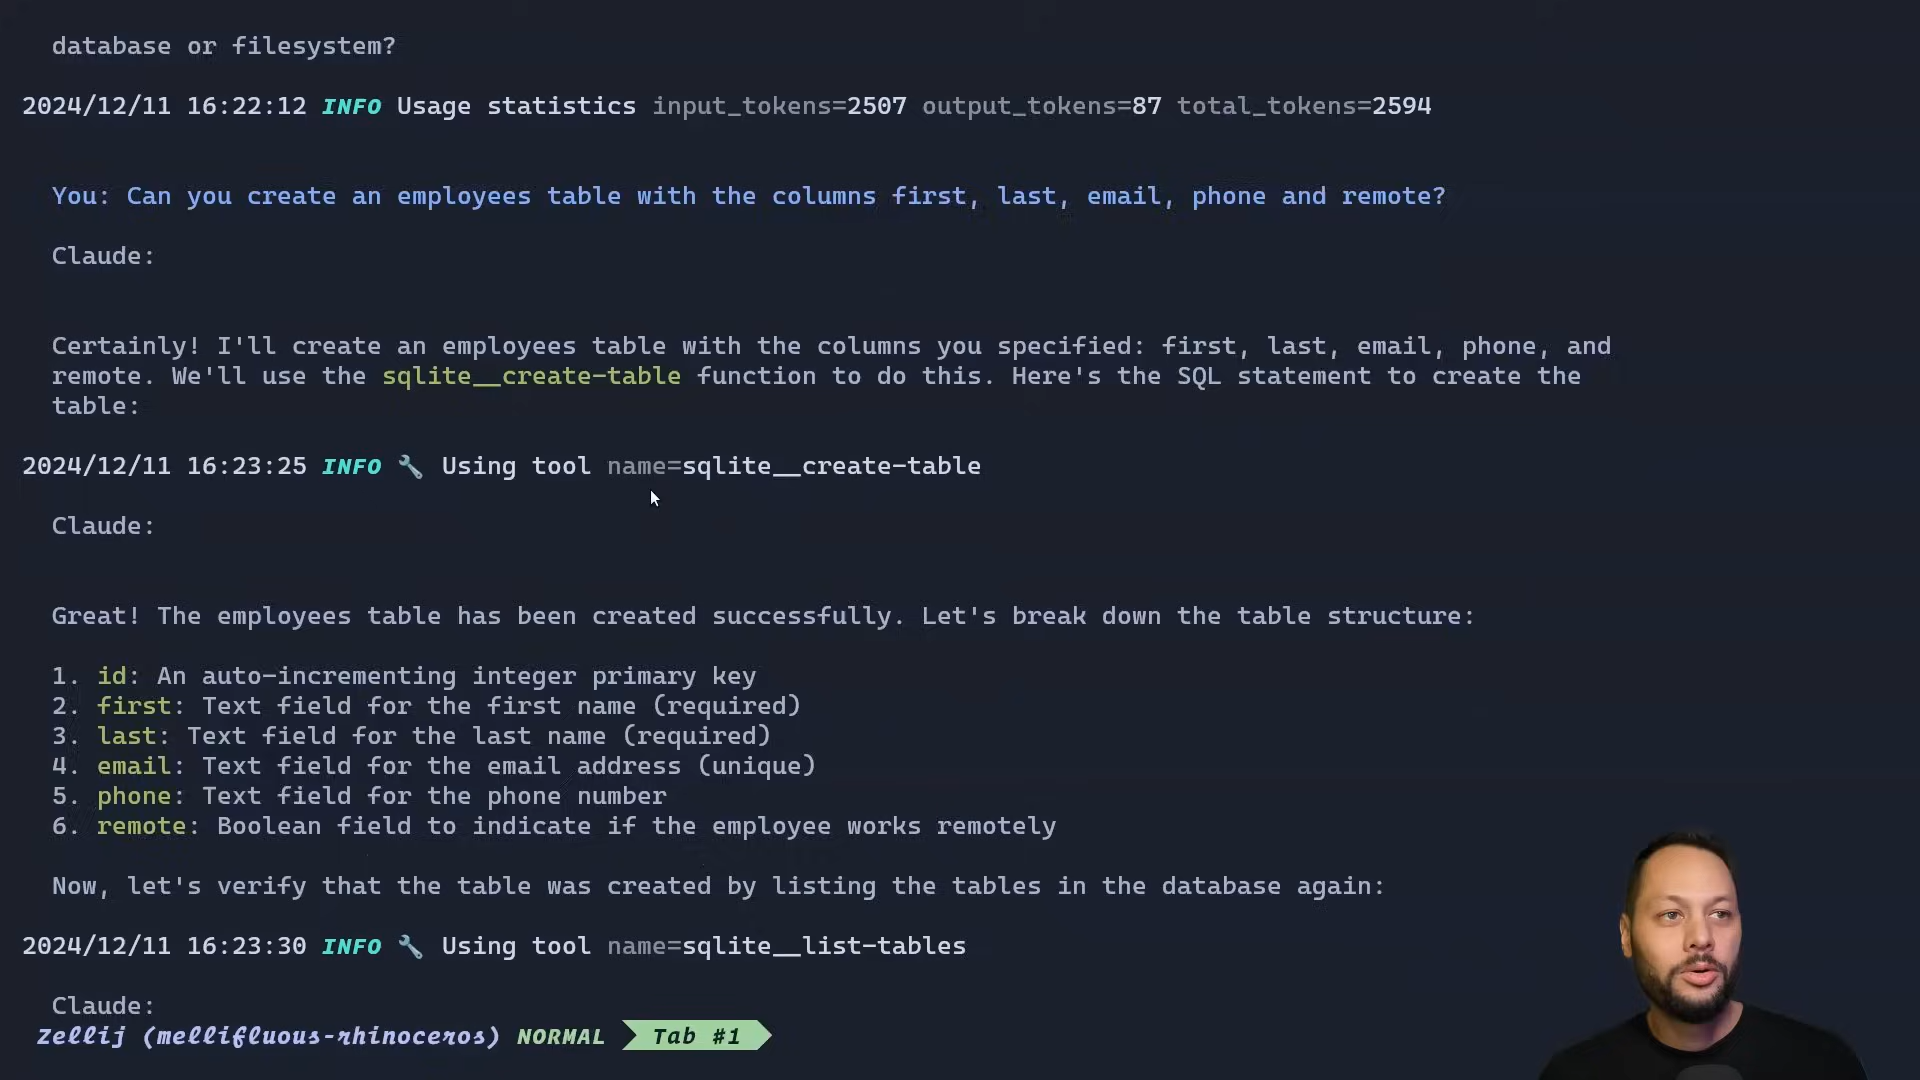 database or filesystem?
2024/12/11 16:22:12 INFO Usage statistics input_tokens=2507 output_tokens=87 total_tokens=2594
You: Can you create an employees table with the columns first, last, email, phone and remote?
Claude:
Certainly! I'll create an employees table with the columns you specified: first, last, email, phone, and
remote. We'll use the sqlite__create-table function to do this. Here's the SQL statement to create the
table:
2024/12/11 16:23:25 INFO 🔧 Using tool name=sqlite__create-table
Claude:
Great! The employees table has been created successfully. Let's break down the table structure:
1. id: An auto-incrementing integer primary key
2. first: Text field for the first name (required)
3. last: Text field for the last name (required)
4. email: Text field for the email address (unique)
5. phone: Text field for the phone number
6. remote: Boolean field to indicate if the employee works remotely
Now, let's verify that the table was created by listing the tables in the database again:
2024/12/11 16:23:30 INFO 🔧 Using tool name=sqlite__list-tables
Claude:
Zellij (mellifluous-rhinoceros) NORMAL Tab #1